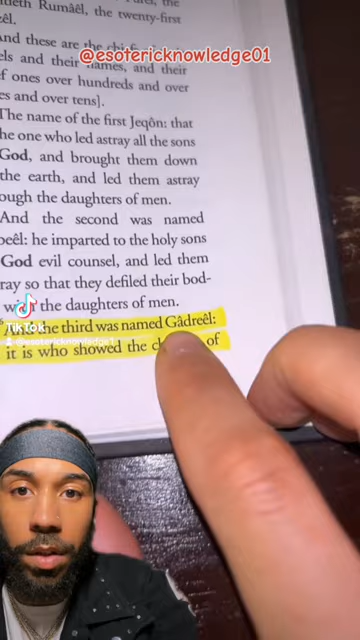 Rumâêl, the twenty-first
êl.
And these are the
@esotericknowledge01
els and their names, and their
of ones over hundreds and over
es and over tens].
The name of the first Jeqôn: that
he one who led astray all the sons
God, and brought them down
the earth, and led them astray
ough the daughters of men.
And the second was named
beêl: he imparted to the holy sons
God evil counsel, and led them
ray so that they defiled their bod-
the daughters of men.
the third was named Gâdreêl:
it is who showed the of
TikTok
@esotericknowledge1